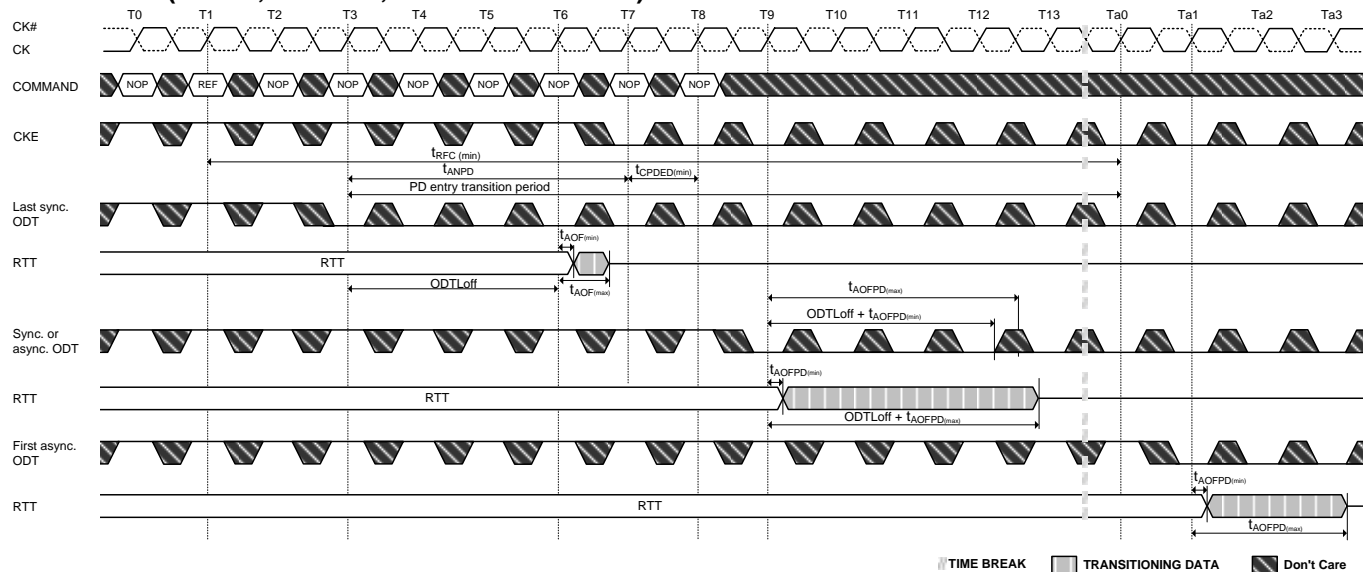 T0 T1 T2 T3 T4 T5 T6 T7 T8 T9 T10 T11 T12 T13 Ta0 Ta1 Ta2 Ta3
CK#
CK
COMMAND NOP REF NOP NOP NOP NOP NOP NOP NOP
CKE
tRFC (min)
tANPD tCPDED(min)
PD entry transition period
Last sync.
ODT
tAOF(min)
RTT RTT
ODTLoff tAOF(max)
tAOFPD(max)
ODTLoff + tAOFPD(min)
Sync. or
async. ODT
tAOFPD(min)
RTT RTT
ODTLoff + tAOFPD(max)
First async.
ODT
tAOFPD(min)
RTT RTT
tAOFPD(max)
TIME BREAK TRANSITIONING DATA Don't Care